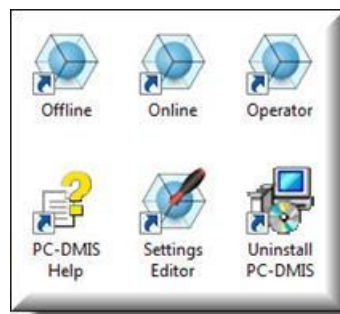 Offline Online Operator
PC-DMIS Settings Uninstall
Help Editor PC-DMIS